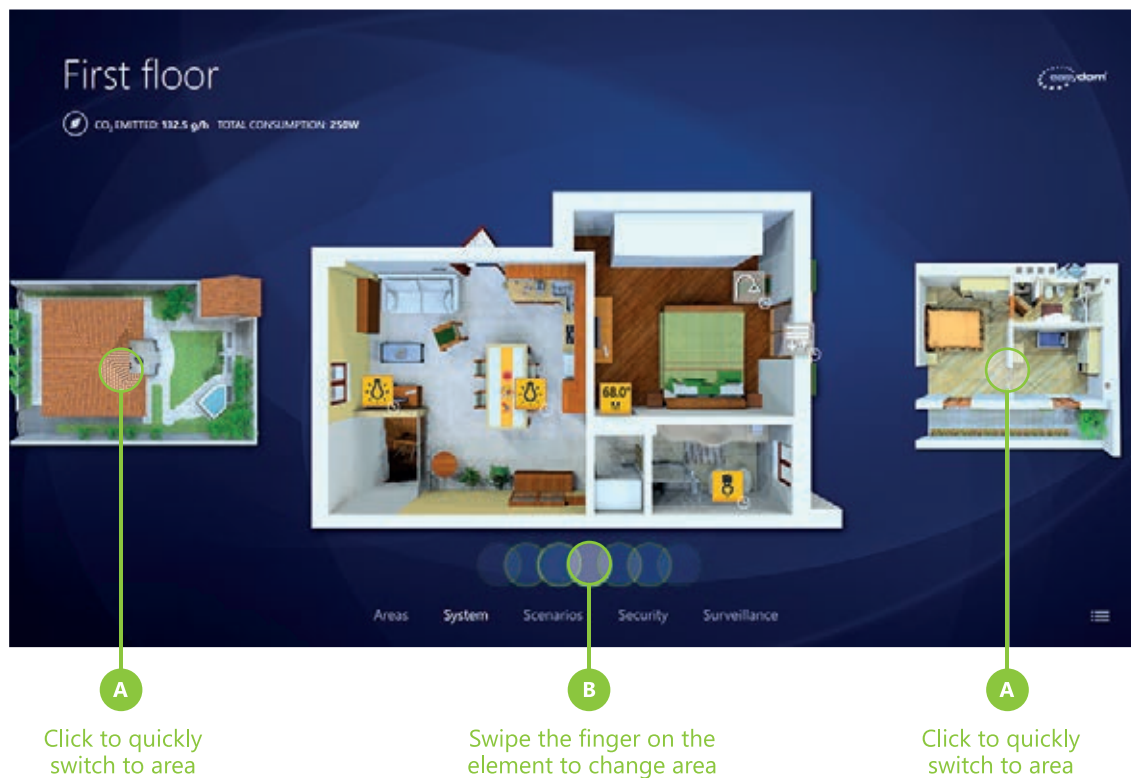 First floor
easydom
CO₂ EMITTED: 132.5 g/h TOTAL CONSUMPTION: 250W
68.0°
Areas System Scenarios Security Surveillance
A B A
Click to quickly
switch to area
Swipe the finger on the
element to change area
Click to quickly
switch to area